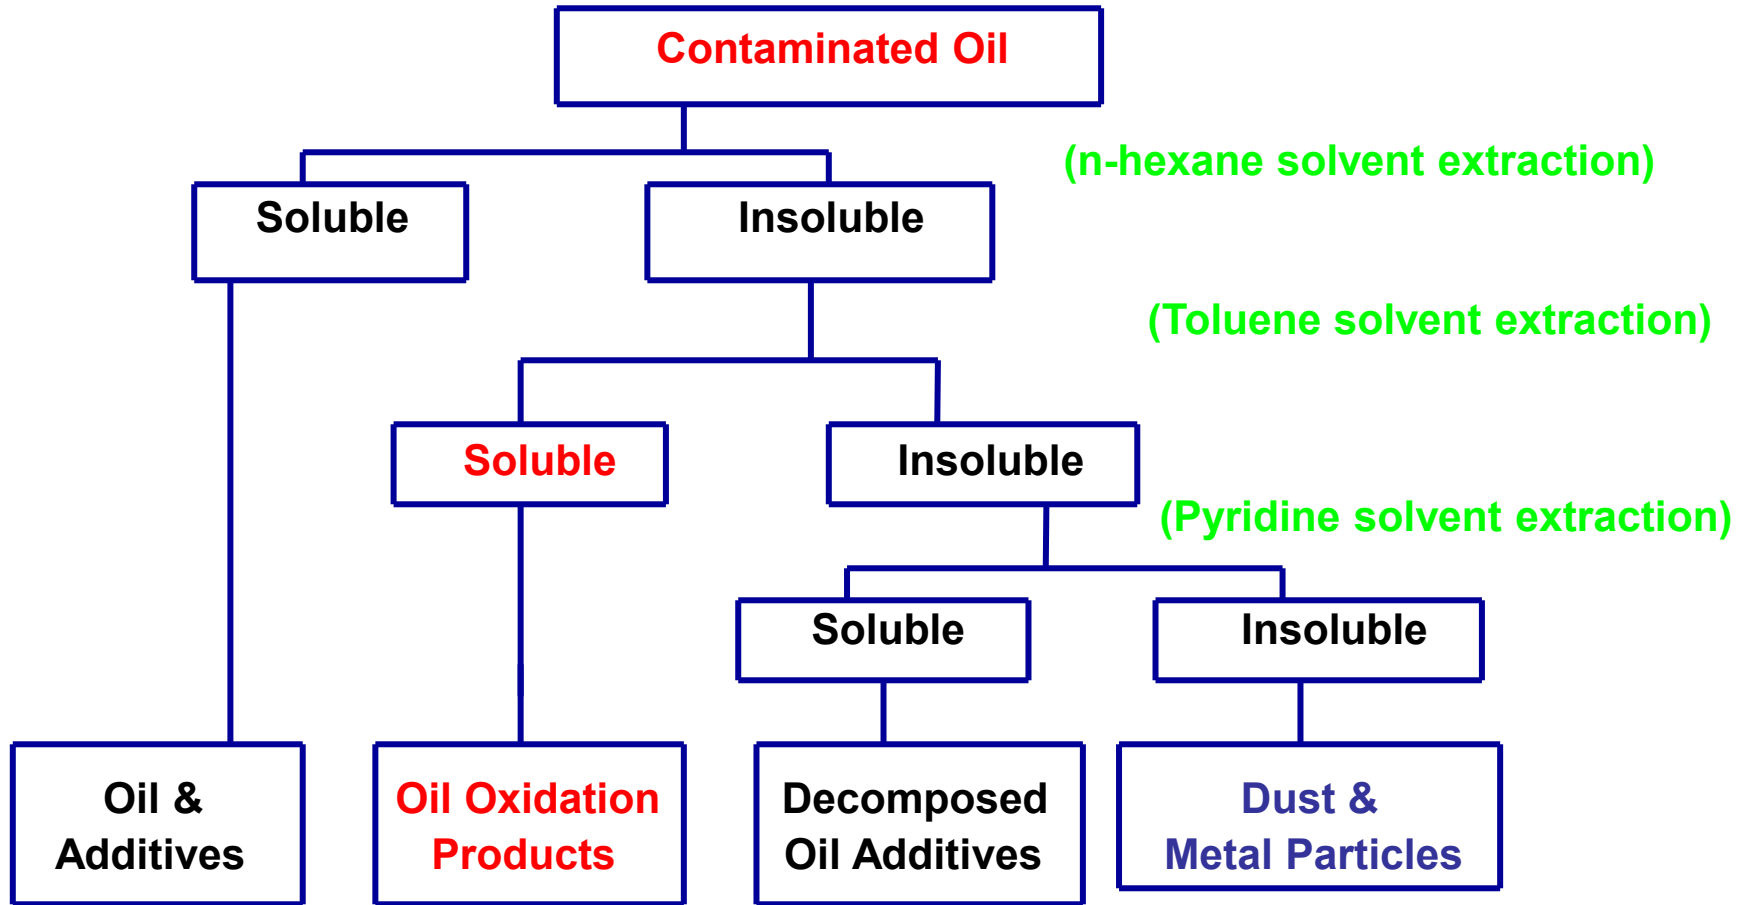 Contaminated Oil
(n-hexane solvent extraction)
Soluble
Insoluble
(Toluene solvent extraction)
Soluble
Insoluble
(Pyridine solvent extraction)
Soluble
Insoluble
Oil &
Additives
Oil Oxidation
Products
Decomposed
Oil Additives
Dust &
Metal Particles